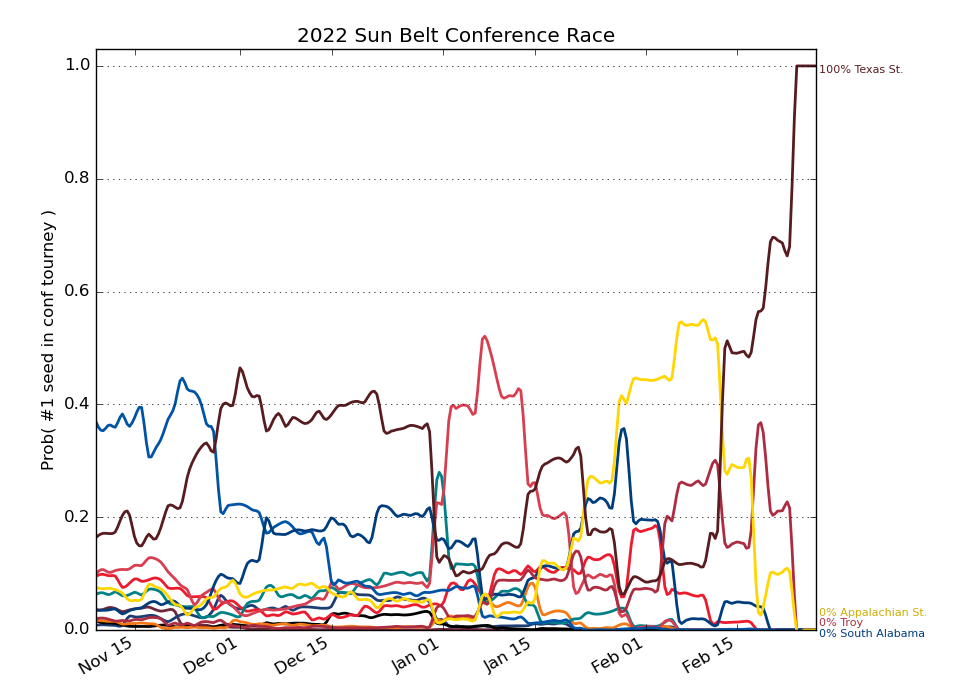 2022 Sun Belt Conference Race
Prob( #1 seed in conf tourney )
1.0
0.8
0.6
0.4
0.2
0.0
Nov 15
Dec 01
Dec 15
Jan 01
Jan 15
Feb 01
Feb 15
100% Texas St.
0% Appalachian St.
0% Troy
0% South Alabama